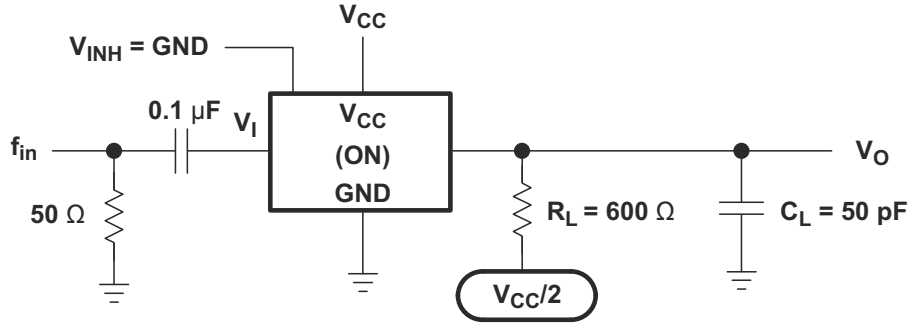 V_CC
V_INH = GND
0.1 µF
V_I
V_CC
f_in
(ON)
V_O
GND
50 Ω
R_L = 600 Ω
C_L = 50 pF
V_CC/2